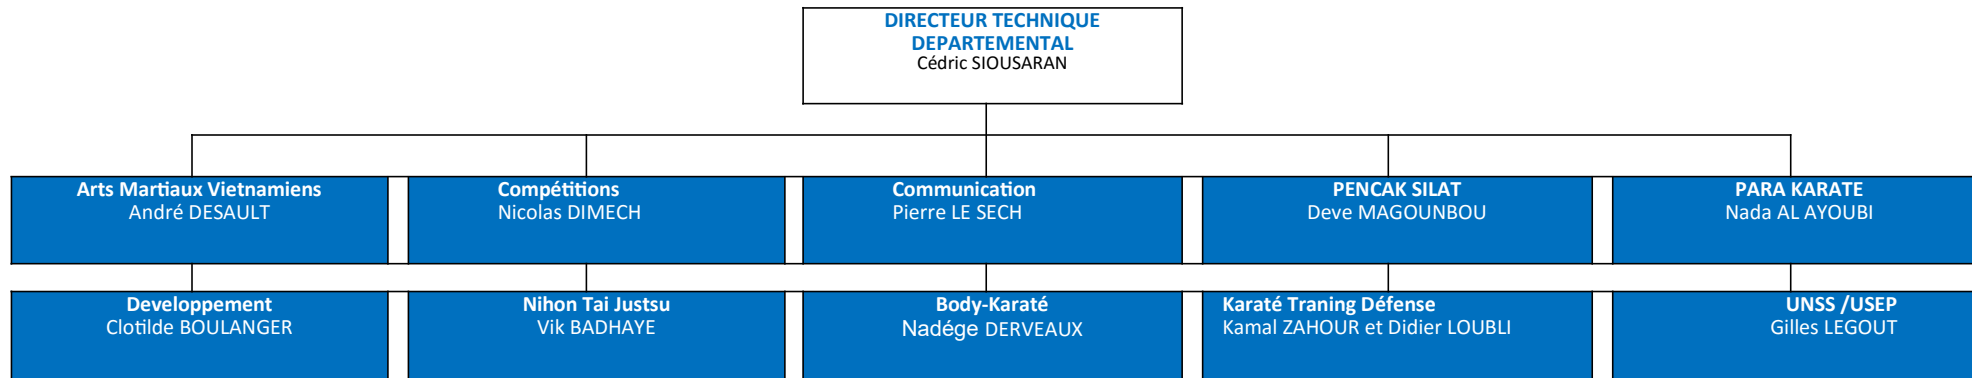 DIRECTEUR TECHNIQUE
DEPARTEMENTAL
Cédric SIOUSARAN
Arts Martiaux Vietnamiens
André DESAULT
Compétitions
Nicolas DIMECH
Communication
Pierre LE SECH
PENCAK SILAT
Deve MAGOUNBOU
PARA KARATE
Nada AL AYOUBI
Developpement
Clotilde BOULANGER
Nihon Tai Justsu
Vik BADHAYE
Body-Karaté
Nadége DERVEAUX
Karaté Traning Défense
Kamal ZAHOUR et Didier LOUBLI
UNSS /USEP
Gilles LEGOUT